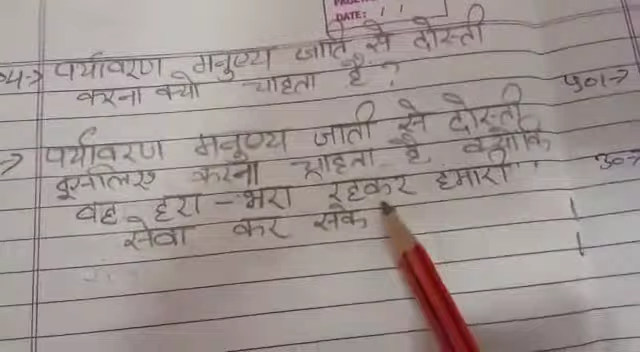 DATE: / /
04→ पर्यावरण मनुष्य जाति से दोस्ती
करना क्यो चाहता है ?
→ पर्यावरण मनुष्य जाती से दोस्ती
इसलिए करना चाहता है क्योकि
वह हरा-भरा रहकर हमारी
सेवा कर सके